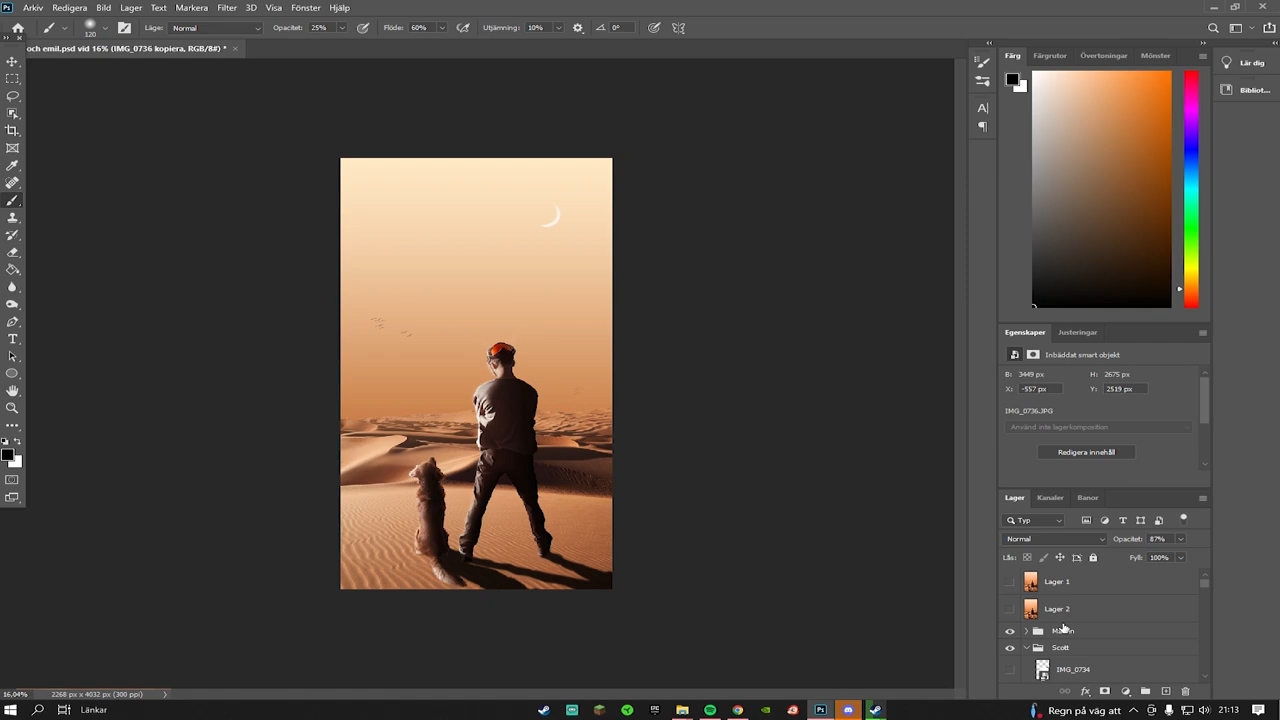 Arkiv Redigera Bild Lager Text Markera Filter 3D Visa Fönster Hjälp
120 Läge: Normal Opacitet: 25% Flöde: 60% Utjämning: 10% 0°
och emil.psd vid 16% (IMG_0736 kopiera, RGB/8#) *
Färg Färgrutor Övertoningar Mönster
Lär dig
Bibliot...
Egenskaper Justeringar
Inbäddat smart objekt
B: 3449 px H: 2675 px
X: -557 px Y: 2519 px
IMG_0736.JPG
Använd inte lagerkomposition
Redigera innehåll
Lager Kanaler Banor
Typ
Normal Opacitet: 87%
Lås: Fyll: 100%
Lager 1
Lager 2
Scott
IMG_0734
16,04% 2268 px x 4032 px (300 ppi)
Länkar
Regn på väg att 21:13